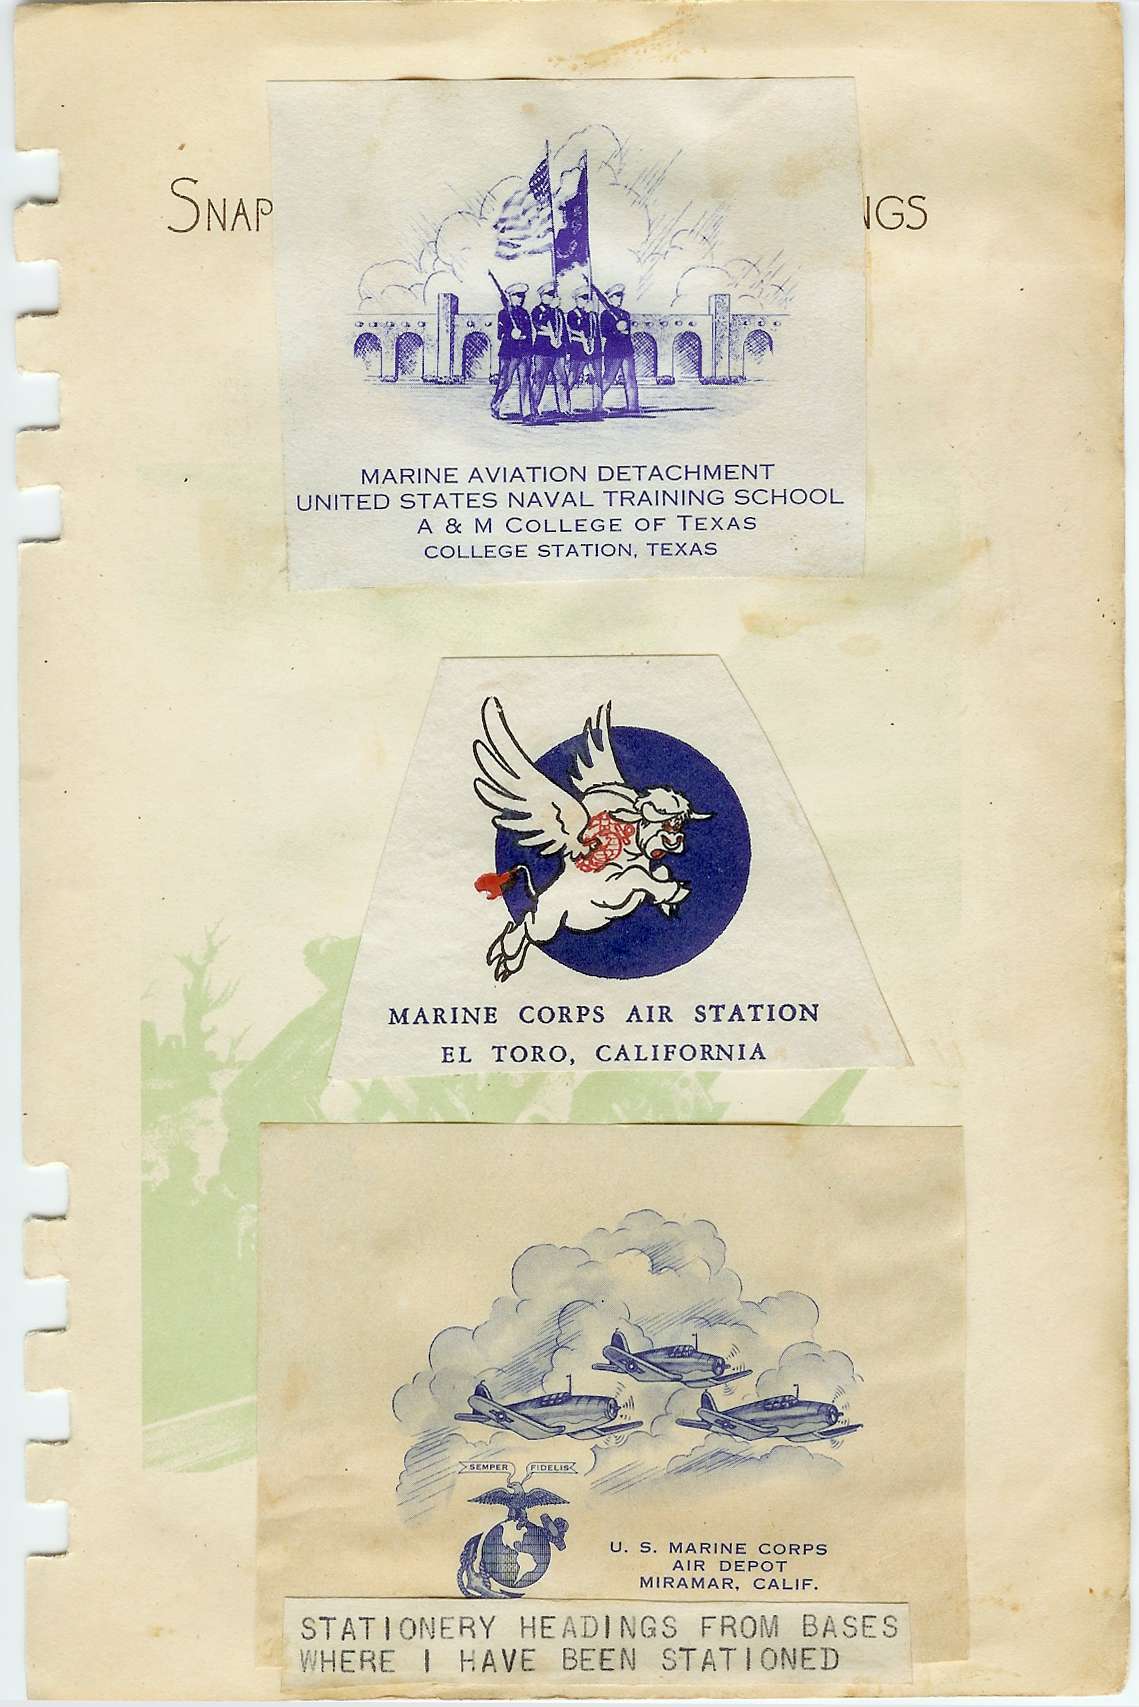 SNAP NGS
MARINE AVIATION DETACHMENT
UNITED STATES NAVAL TRAINING SCHOOL
A & M COLLEGE OF TEXAS
COLLEGE STATION, TEXAS
MARINE CORPS AIR STATION
EL TORO, CALIFORNIA
SEMPER FIDELIS
U. S. MARINE CORPS
AIR DEPOT
MIRAMAR, CALIF.
STATIONERY HEADINGS FROM BASES
WHERE I HAVE BEEN STATIONED